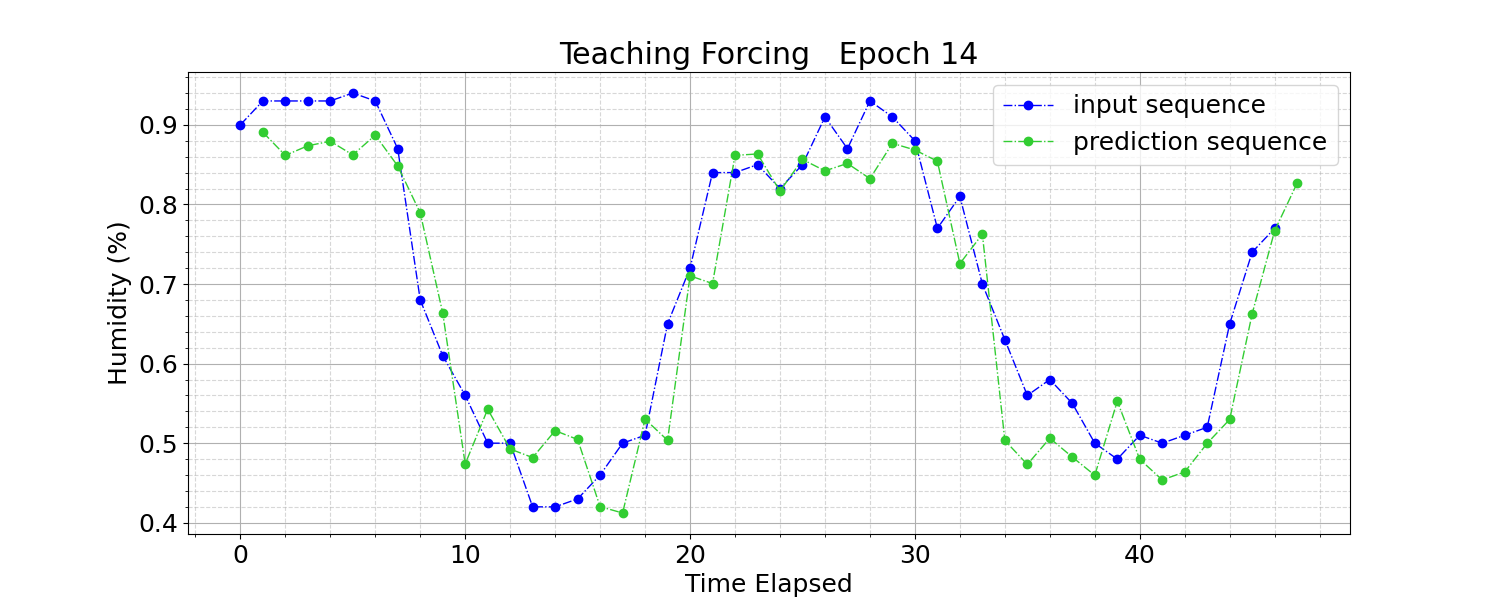 Teaching Forcing   Epoch 14
input sequence
prediction sequence
Humidity (%)
0.9
0.8
0.7
0.6
0.5
0.4
0 10 20 30 40
Time Elapsed